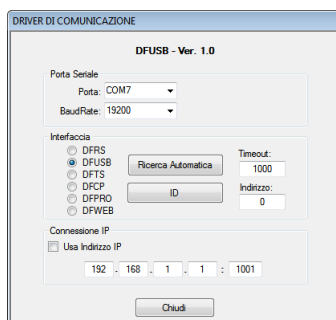 DRIVER DI COMUNICAZIONE
DFUSB - Ver. 1.0
Porta Seriale
Porta: COM7
BaudRate: 19200
Interfaccia
DFRS
DFUSB
DFTS
DFCP
DFPRO
DFWEB
Ricerca Automatica
ID
Timeout:
1000
Indirizzo:
0
Connessione IP
Usa Indirizzo IP
192 . 168 . 1 . 1 : 1001
Chiudi